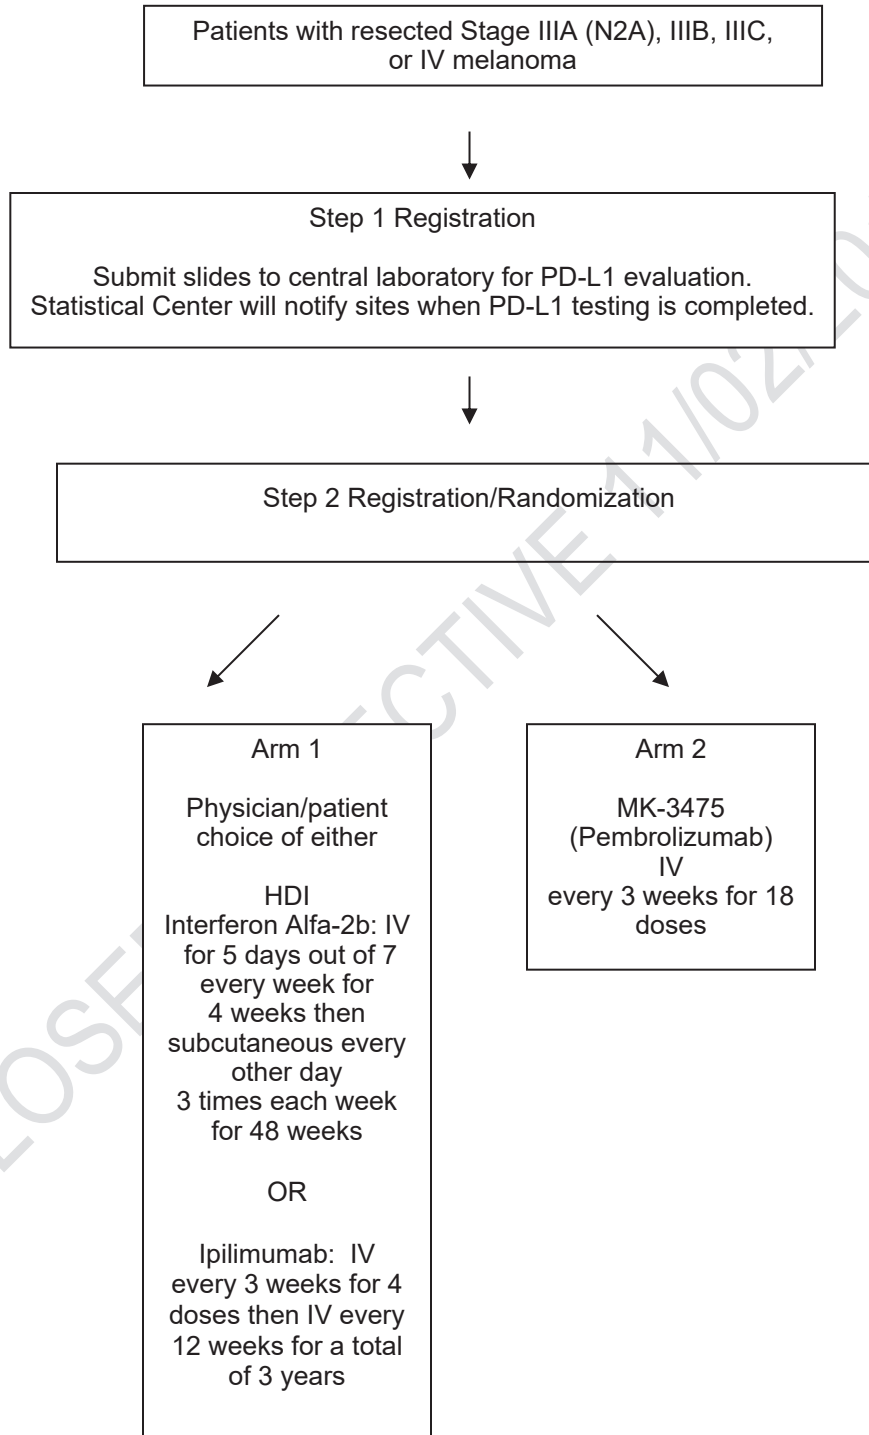 Patients with resected Stage IIIA (N2A), IIIB, IIIC,
or IV melanoma
Step 1 Registration
Submit slides to central laboratory for PD-L1 evaluation.
Statistical Center will notify sites when PD-L1 testing is completed.
Step 2 Registration/Randomization
Arm 1
Physician/patient
choice of either
HDI
Interferon Alfa-2b: IV
for 5 days out of 7
every week for
4 weeks then
subcutaneous every
other day
3 times each week
for 48 weeks
OR
Ipilimumab: IV
every 3 weeks for 4
doses then IV every
12 weeks for a total
of 3 years
Arm 2
MK-3475
(Pembrolizumab)
IV
every 3 weeks for 18
doses
11/02/